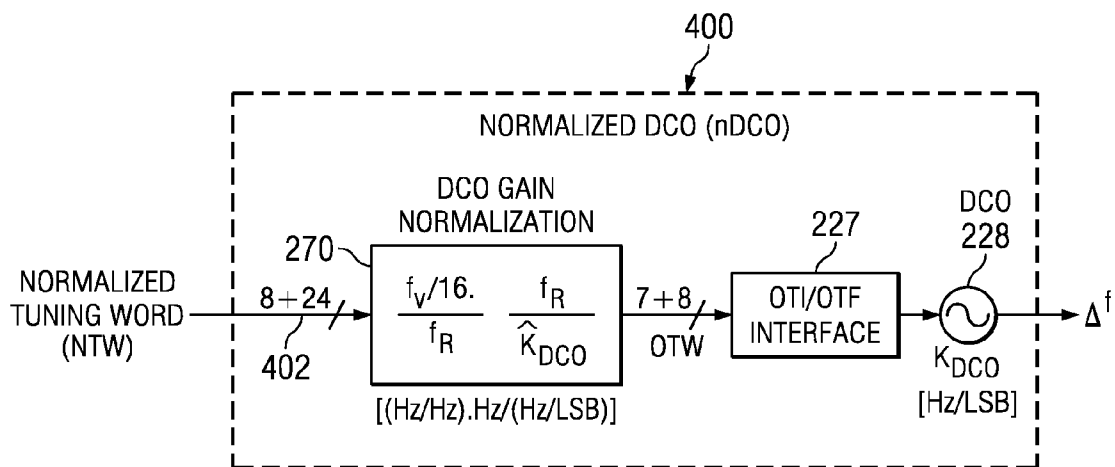 400
NORMALIZED DCO (nDCO)
DCO GAIN
NORMALIZATION
270
227
DCO
228
NORMALIZED
TUNING WORD
(NTW)
8+24
402
f_V/16.
f_R
f_R
K̂_DCO
7+8
OTW
OTI/OTF
INTERFACE
Δf
K_DCO
[Hz/LSB]
[(Hz/Hz).Hz/(Hz/LSB)]